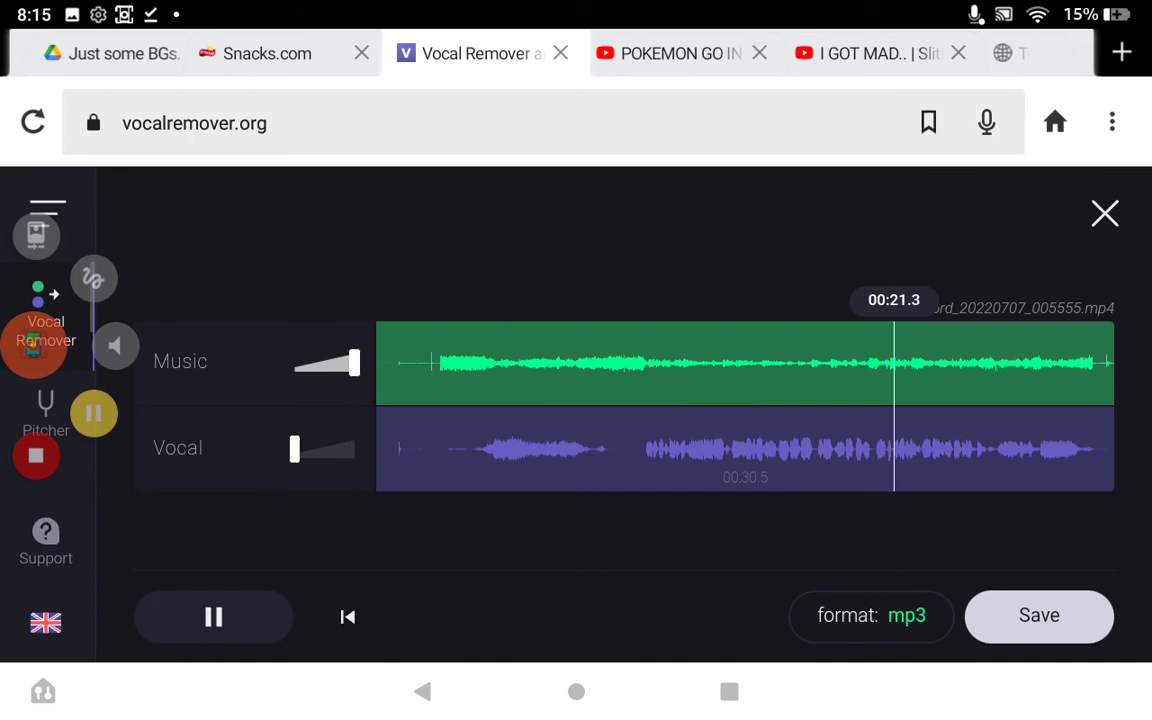 8:15 15%
Just some BGs. Snacks.com Vocal Remover a POKEMON GO IN I GOT MAD.. | Slit T
vocalremover.org
00:21.3
ord_20220707_005555.mp4
Vocal
Remover
Music
Pitcher
Vocal
00:30.5
Support
format: mp3 Save